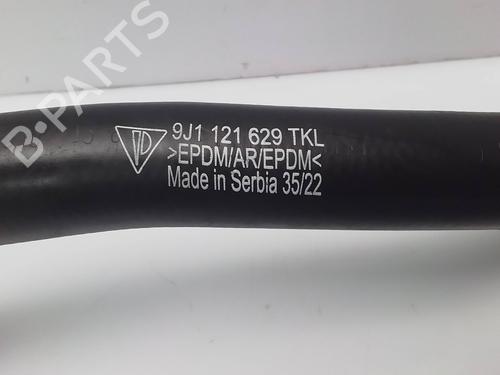 B-PARTS
9J1 121 629 TKL
>EPDM/AR/EPDM<
Made in Serbia 35/22